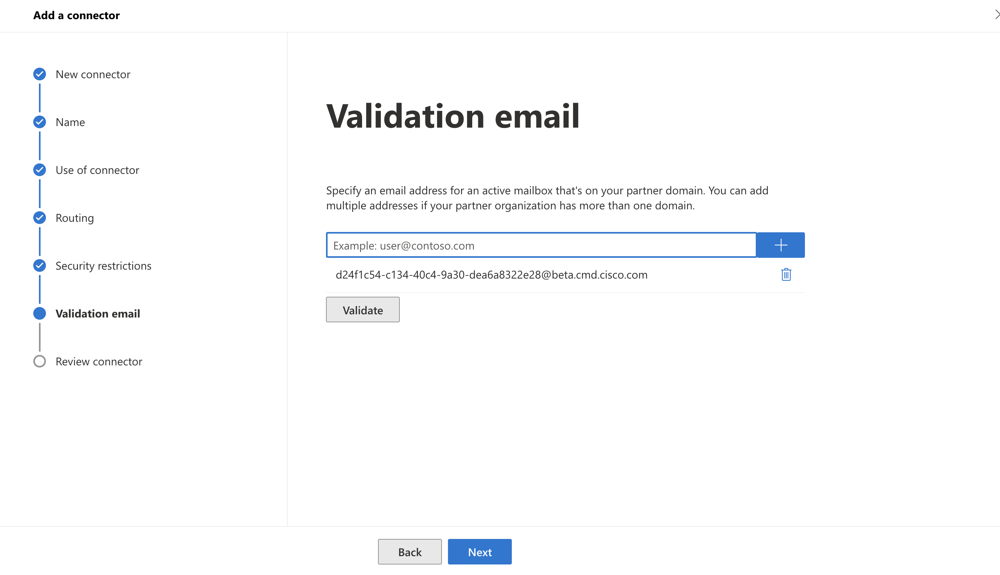 Add a connector
New connector
Name
Use of connector
Routing
Security restrictions
Validation email
Review connector
Validation email
Specify an email address for an active mailbox that's on your partner domain. You can add
multiple addresses if your partner organization has more than one domain.
Example: user@contoso.com
d24f1c54-c134-40c4-9a30-dea6a8322e28@beta.cmd.cisco.com
Validate
Back
Next